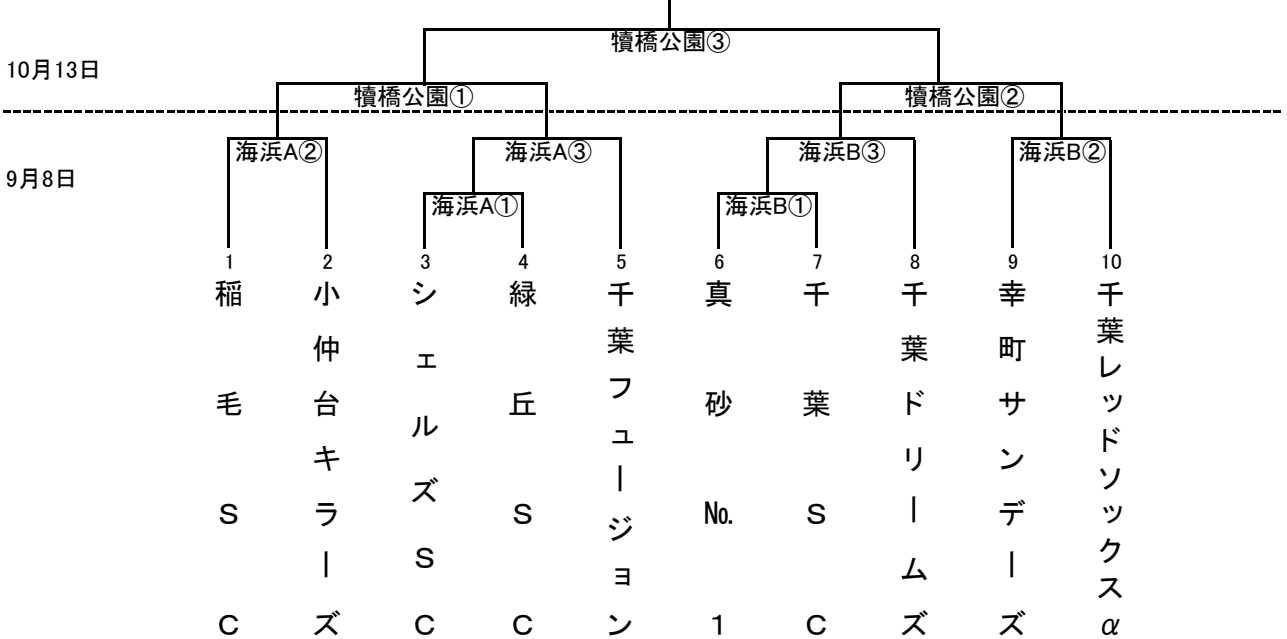 犢橋公園③
10月13日
犢橋公園①
犢橋公園②
海浜A②
海浜A③
海浜B③
海浜B②
9月8日
海浜A①
海浜B①
1
2
3
4
5
6
7
8
9
10
稲毛SC
小仲台キラーズ
シェルズSC
緑丘SC
千葉フュージョン
真砂№1
千葉SC
千葉ドリームズ
幸町サンデーズ
千葉レッドソックスα